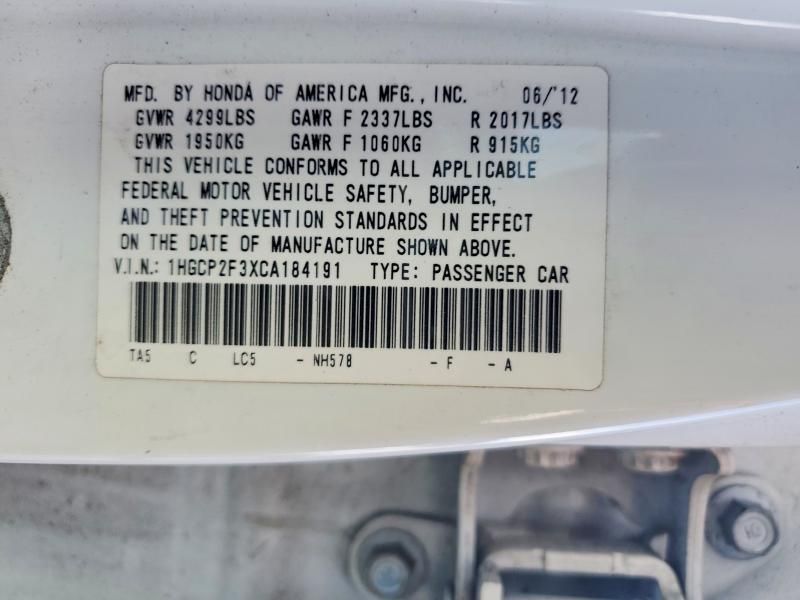 MFD. BY HONDA OF AMERICA MFG., INC. 06/'12
GVWR 4299LBS GAWR F 2337LBS R 2017LBS
GVWR 1950KG GAWR F 1060KG R 915KG
THIS VEHICLE CONFORMS TO ALL APPLICABLE
FEDERAL MOTOR VEHICLE SAFETY, BUMPER,
AND THEFT PREVENTION STANDARDS IN EFFECT
ON THE DATE OF MANUFACTURE SHOWN ABOVE.
V.I.N.: 1HGCP2F3XCA184191 TYPE: PASSENGER CAR
TA5 C LC5 - NH578 - F - A